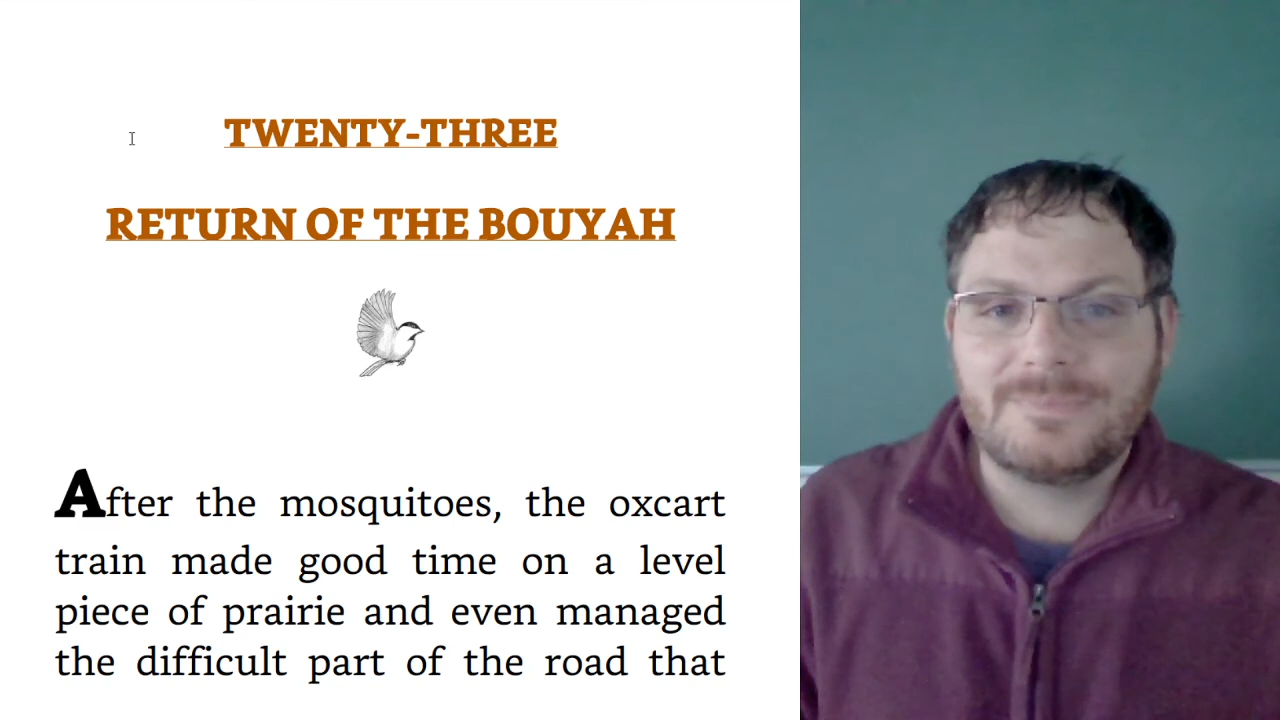 TWENTY-THREE
RETURN OF THE BOUYAH
After the mosquitoes, the oxcart
train made good time on a level
piece of prairie and even managed
the difficult part of the road that